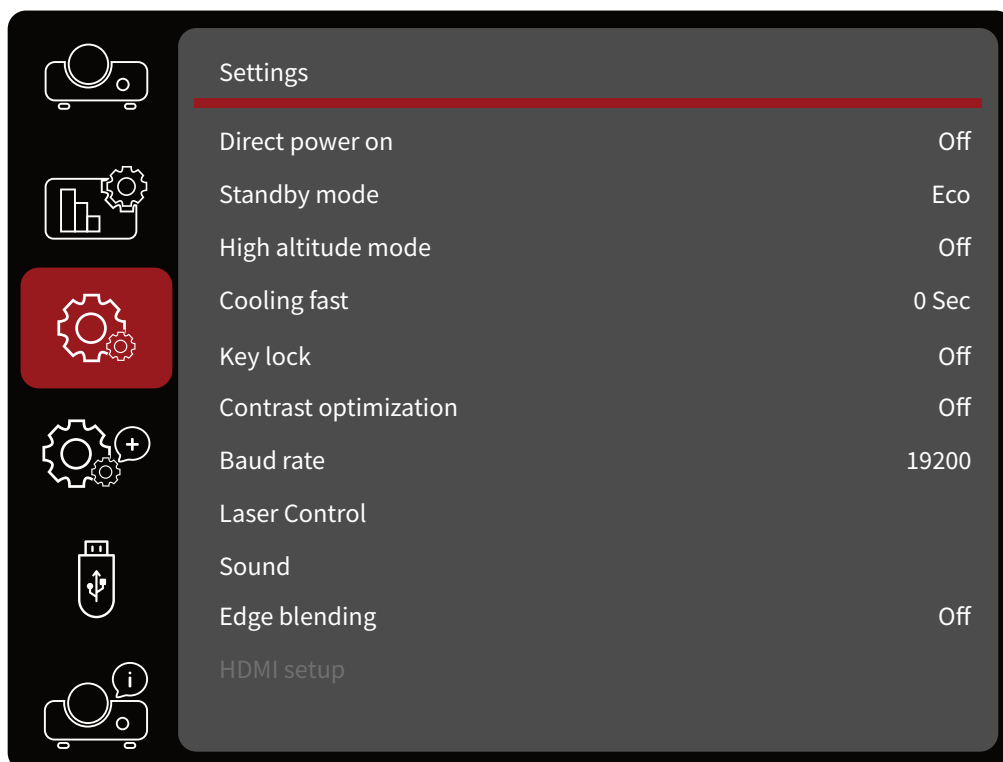 Settings
Direct power on Off
Standby mode Eco
High altitude mode Off
Cooling fast 0 Sec
Key lock Off
Contrast optimization Off
Baud rate 19200
Laser Control
Sound
Edge blending Off
HDMI setup